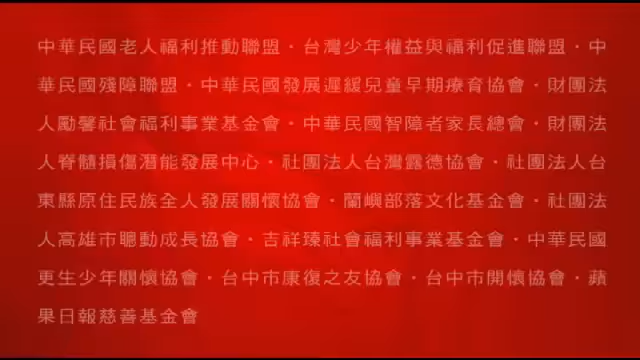 中華民國老人福利推動聯盟・台灣少年權益與福利促進聯盟・中
華民國殘障聯盟・中華民國發展遲緩兒童早期療育協會・財團法
人勵馨社會福利事業基金會・中華民國智障者家長總會・財團法
人脊髓損傷潛能發展中心・社團法人台灣露德協會・社團法人台
東縣原住民族全人發展關懷協會・蘭嶼部落文化基金會・社團法
人高雄市聰動成長協會・吉祥臻社會福利事業基金會・中華民國
更生少年關懷協會・台中市康復之友協會・台中市開懷協會・蘋
果日報慈善基金會